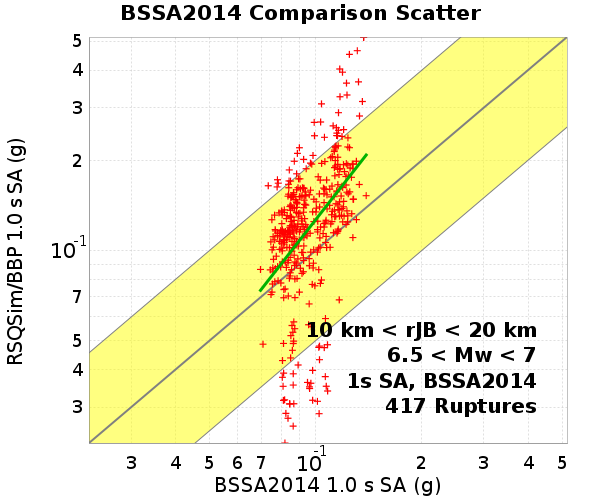 BSSA2014 Comparison Scatter
RSQSim/BBP 1.0 s SA (g)
5
4
3
2
10⁻¹
7
5
4
3
10 km < rJB < 20 km
6.5 < Mw < 7
1s SA, BSSA2014
417 Ruptures
3 4 5 6 7 10⁻¹ 2 3 4 5
BSSA2014 1.0 s SA (g)